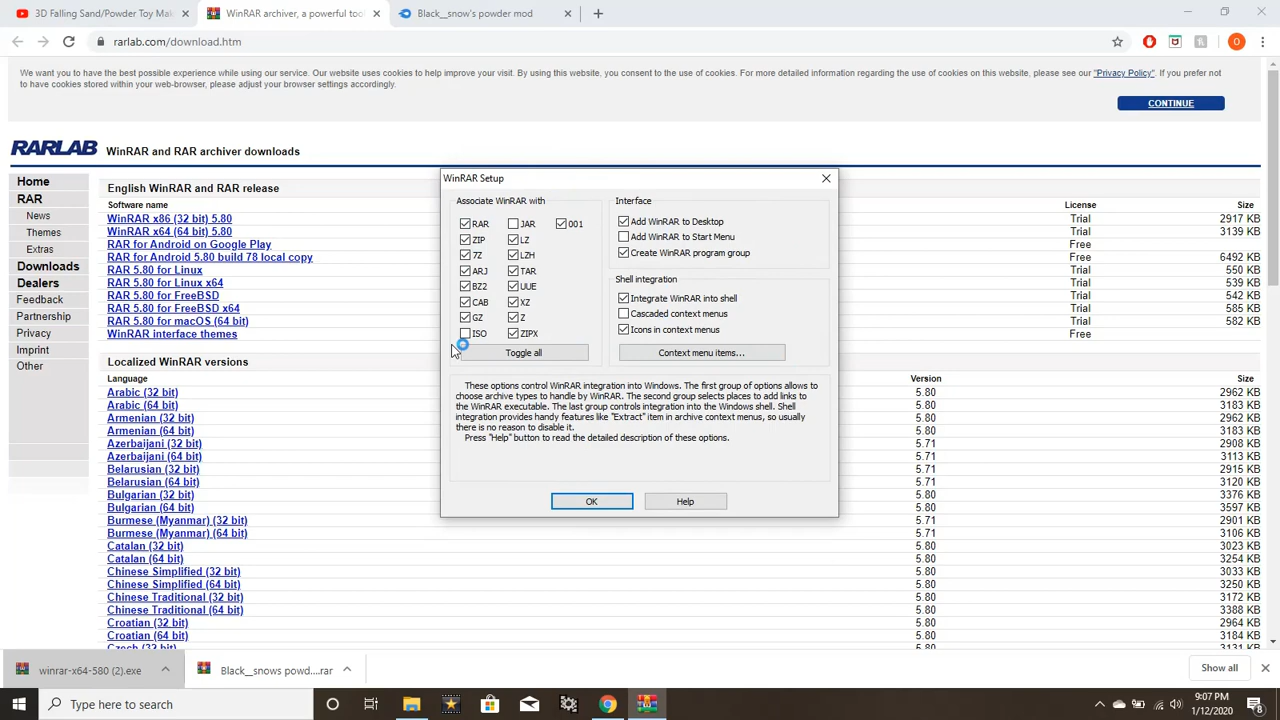 3D Falling Sand/Powder Toy Mak
WinRAR archiver, a powerful tool
Black__snow's powder mod
rarlab.com/download.htm
We want you to have the best possible experience while using our service. Our website uses cookies to help improve your visit. By using this website, you consent to the use of cookies. For more detailed information regarding the use of cookies on this website, please see our "Privacy Policy". If you prefer not
to have cookies stored within your web-browser, please adjust your browser settings accordingly.
CONTINUE
RARLAB WinRAR and RAR archiver downloads
Home
RAR
News
Themes
Extras
Downloads
Dealers
Feedback
Partnership
Privacy
Imprint
Other
English WinRAR and RAR release
Software name License Size
WinRAR x86 (32 bit) 5.80 Trial 2917 KB
WinRAR x64 (64 bit) 5.80 Trial 3139 KB
RAR for Android on Google Play Free
RAR for Android 5.80 build 78 local copy Free 6492 KB
RAR 5.80 for Linux Trial 550 KB
RAR 5.80 for Linux x64 Trial 539 KB
RAR 5.80 for FreeBSD Trial 542 KB
RAR 5.80 for FreeBSD x64 Trial 585 KB
RAR 5.80 for macOS (64 bit) Trial 582 KB
WinRAR interface themes Free
Localized WinRAR versions
Language Version Size
Arabic (32 bit) 5.80 2962 KB
Arabic (64 bit) 5.80 3183 KB
Armenian (32 bit) 5.80 2962 KB
Armenian (64 bit) 5.80 3183 KB
Azerbaijani (32 bit) 5.71 2908 KB
Azerbaijani (64 bit) 5.71 3113 KB
Belarusian (32 bit) 5.71 2915 KB
Belarusian (64 bit) 5.71 3120 KB
Bulgarian (32 bit) 5.80 3376 KB
Bulgarian (64 bit) 5.80 3597 KB
Burmese (Myanmar) (32 bit) 5.71 2901 KB
Burmese (Myanmar) (64 bit) 5.71 3106 KB
Catalan (32 bit) 5.80 3023 KB
Catalan (64 bit) 5.80 3254 KB
Chinese Simplified (32 bit) 5.80 3033 KB
Chinese Simplified (64 bit) 5.80 3250 KB
Chinese Traditional (32 bit) 5.80 3172 KB
Chinese Traditional (64 bit) 5.80 3388 KB
Croatian (32 bit) 5.80 2964 KB
Croatian (64 bit) 5.80 3184 KB
Czech (32 bit) 5.80 3011 KB
WinRAR Setup
Associate WinRAR with
RAR JAR 001
ZIP LZ
7Z LZH
ARJ TAR
BZ2 UUE
CAB XZ
GZ Z
ISO ZIPX
Toggle all
Interface
Add WinRAR to Desktop
Add WinRAR to Start Menu
Create WinRAR program group
Shell integration
Integrate WinRAR into shell
Cascaded context menus
Icons in context menus
Context menu items...
These options control WinRAR integration into Windows. The first group of options allows to
choose archive types to handle by WinRAR. The second group selects places to add links to
the WinRAR executable. The last group controls integration into the Windows shell. Shell
integration provides handy features like "Extract" item in archive context menus, so usually
there is no reason to disable it.
Press "Help" button to read the detailed description of these options.
OK
Help
winrar-x64-580 (2).exe
Black__snows powd....rar
Show all
Type here to search
9:07 PM
1/12/2020
8